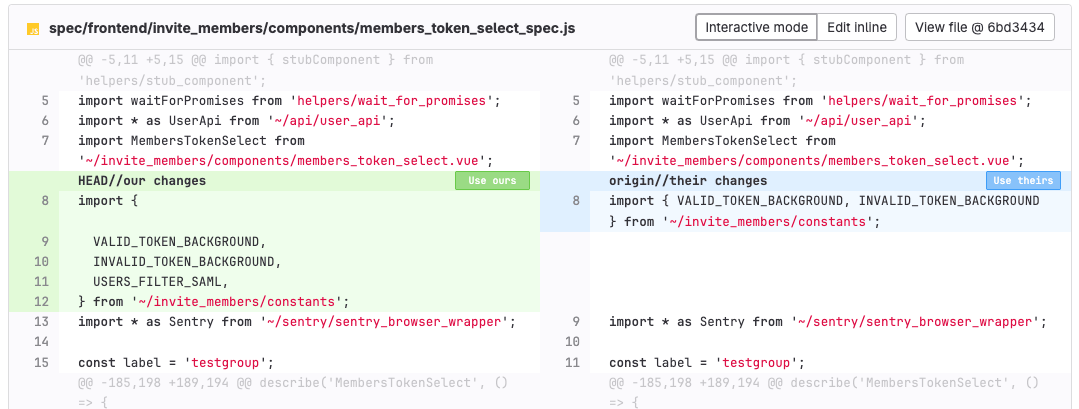 JS spec/frontend/invite_members/components/members_token_select_spec.js Interactive mode Edit inline View file @ 6bd3434
@@ -5,11 +5,15 @@ import { stubComponent } from
'helpers/stub_component';
5 import waitForPromises from 'helpers/wait_for_promises';
6 import * as UserApi from '~/api/user_api';
7 import MembersTokenSelect from
'~/invite_members/components/members_token_select.vue';
HEAD//our changes Use ours
8 import {
9 VALID_TOKEN_BACKGROUND,
10 INVALID_TOKEN_BACKGROUND,
11 USERS_FILTER_SAML,
12 } from '~/invite_members/constants';
13 import * as Sentry from '~/sentry/sentry_browser_wrapper';
14
15 const label = 'testgroup';
@@ -185,198 +189,194 @@ describe('MembersTokenSelect', ()
=> {
@@ -5,11 +5,15 @@ import { stubComponent } from
'helpers/stub_component';
5 import waitForPromises from 'helpers/wait_for_promises';
6 import * as UserApi from '~/api/user_api';
7 import MembersTokenSelect from
'~/invite_members/components/members_token_select.vue';
origin//their changes Use theirs
8 import { VALID_TOKEN_BACKGROUND, INVALID_TOKEN_BACKGROUND
} from '~/invite_members/constants';
9 import * as Sentry from '~/sentry/sentry_browser_wrapper';
10
11 const label = 'testgroup';
@@ -185,198 +189,194 @@ describe('MembersTokenSelect', ()
=> {